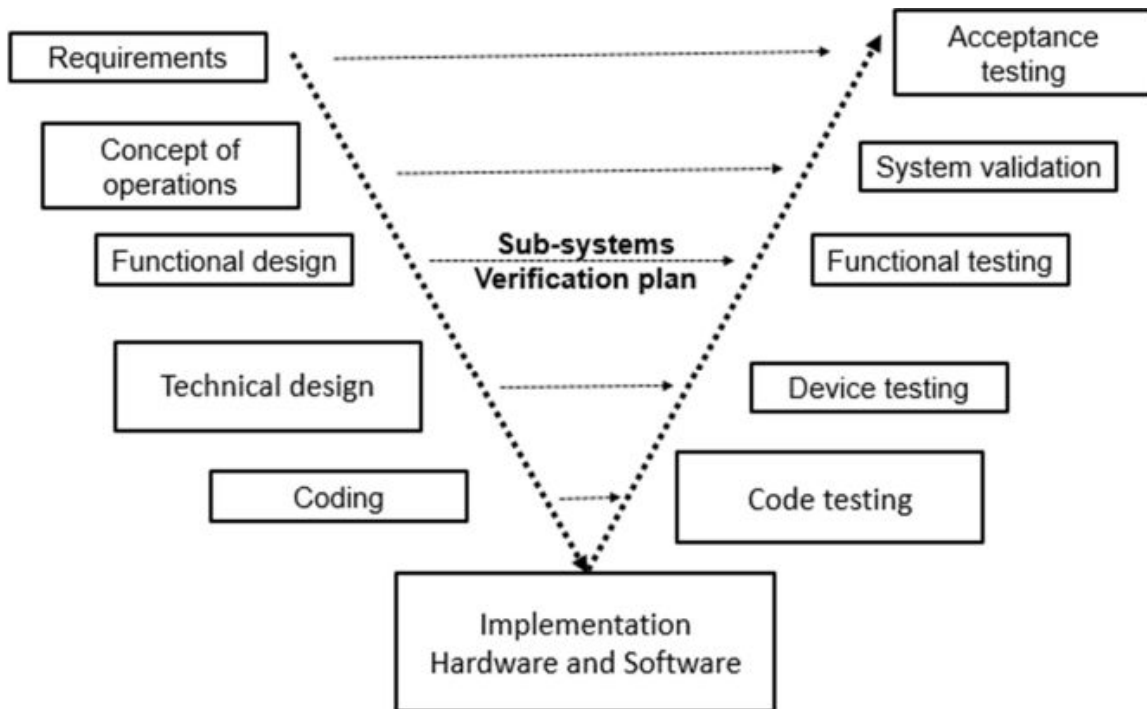 Requirements
Acceptance
testing
Concept of
operations
System validation
Functional design
Sub-systems
Verification plan
Functional testing
Technical design
Device testing
Coding
Code testing
Implementation
Hardware and Software